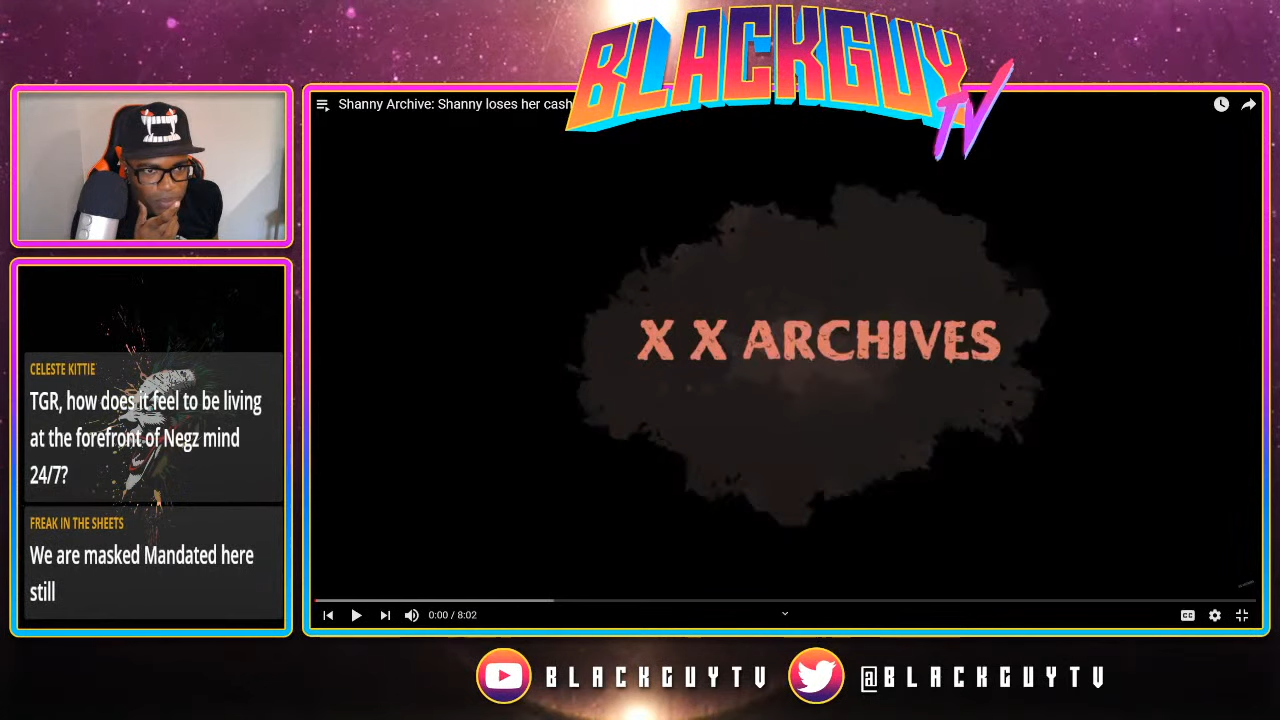 BLACKGUY
TV
Shanny Archive: Shanny loses her cash
X X ARCHIVES
CELESTE KITTIE
TGR, how does it feel to be living
at the forefront of Negz mind
24/7?
FREAK IN THE SHEETS
We are masked Mandated here
still
0:00 / 8:02
CC
BLACKGUYTV
@BLACKGUYTV